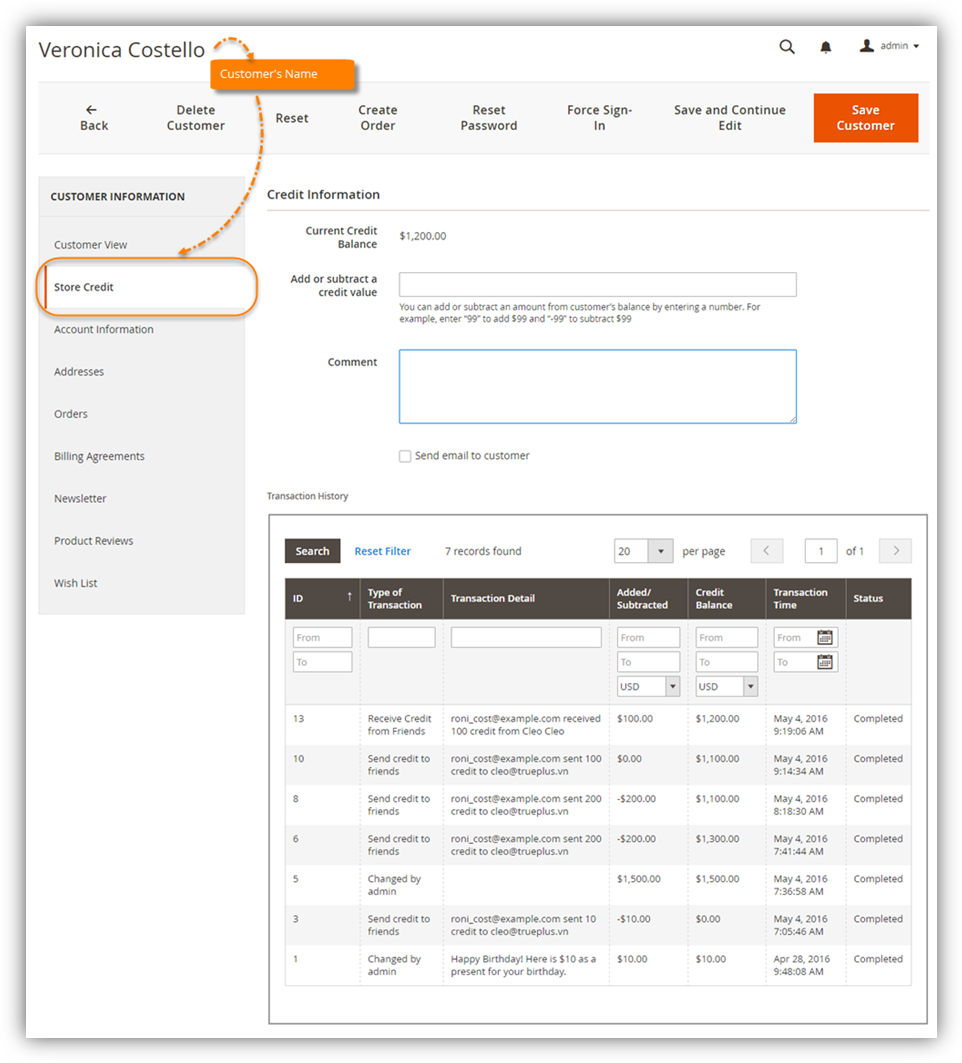 Veronica Costello
admin
Customer's Name
Back
Delete
Customer
Reset
Create
Order
Reset
Password
Force Sign-
In
Save and Continue
Edit
Save
Customer
CUSTOMER INFORMATION
Customer View
Store Credit
Account Information
Addresses
Orders
Billing Agreements
Newsletter
Product Reviews
Wish List
Credit Information
Current Credit
Balance
$1,200.00
Add or subtract a
credit value
You can add or subtract an amount from customer's balance by entering a number. For
example, enter “99” to add $99 and “-99” to subtract $99
Comment
Send email to customer
Transaction History
Search
Reset Filter
7 records found
20
per page
1
of 1
ID
Type of
Transaction
Transaction Detail
Added/
Subtracted
Credit
Balance
Transaction
Time
Status
From
From
From
From
To
To
To
To
USD
USD
13
Receive Credit
from Friends
roni_cost@example.com received
100 credit from Cleo Cleo
$100.00
$1,200.00
May 4, 2016
9:19:06 AM
Completed
10
Send credit to
friends
roni_cost@example.com sent 100
credit to cleo@trueplus.vn
$0.00
$1,100.00
May 4, 2016
9:14:34 AM
Completed
8
Send credit to
friends
roni_cost@example.com sent 200
credit to cleo@trueplus.vn
-$200.00
$1,100.00
May 4, 2016
8:18:30 AM
Completed
6
Send credit to
friends
roni_cost@example.com sent 200
credit to cleo@trueplus.vn
-$200.00
$1,300.00
May 4, 2016
7:41:44 AM
Completed
5
Changed by
admin
$1,500.00
$1,500.00
May 4, 2016
7:36:58 AM
Completed
3
Send credit to
friends
roni_cost@example.com sent 10
credit to cleo@trueplus.vn
-$10.00
$0.00
May 4, 2016
7:05:46 AM
Completed
1
Changed by
admin
Happy Birthday! Here is $10 as a
present for your birthday.
$10.00
$10.00
Apr 28, 2016
9:48:08 AM
Completed